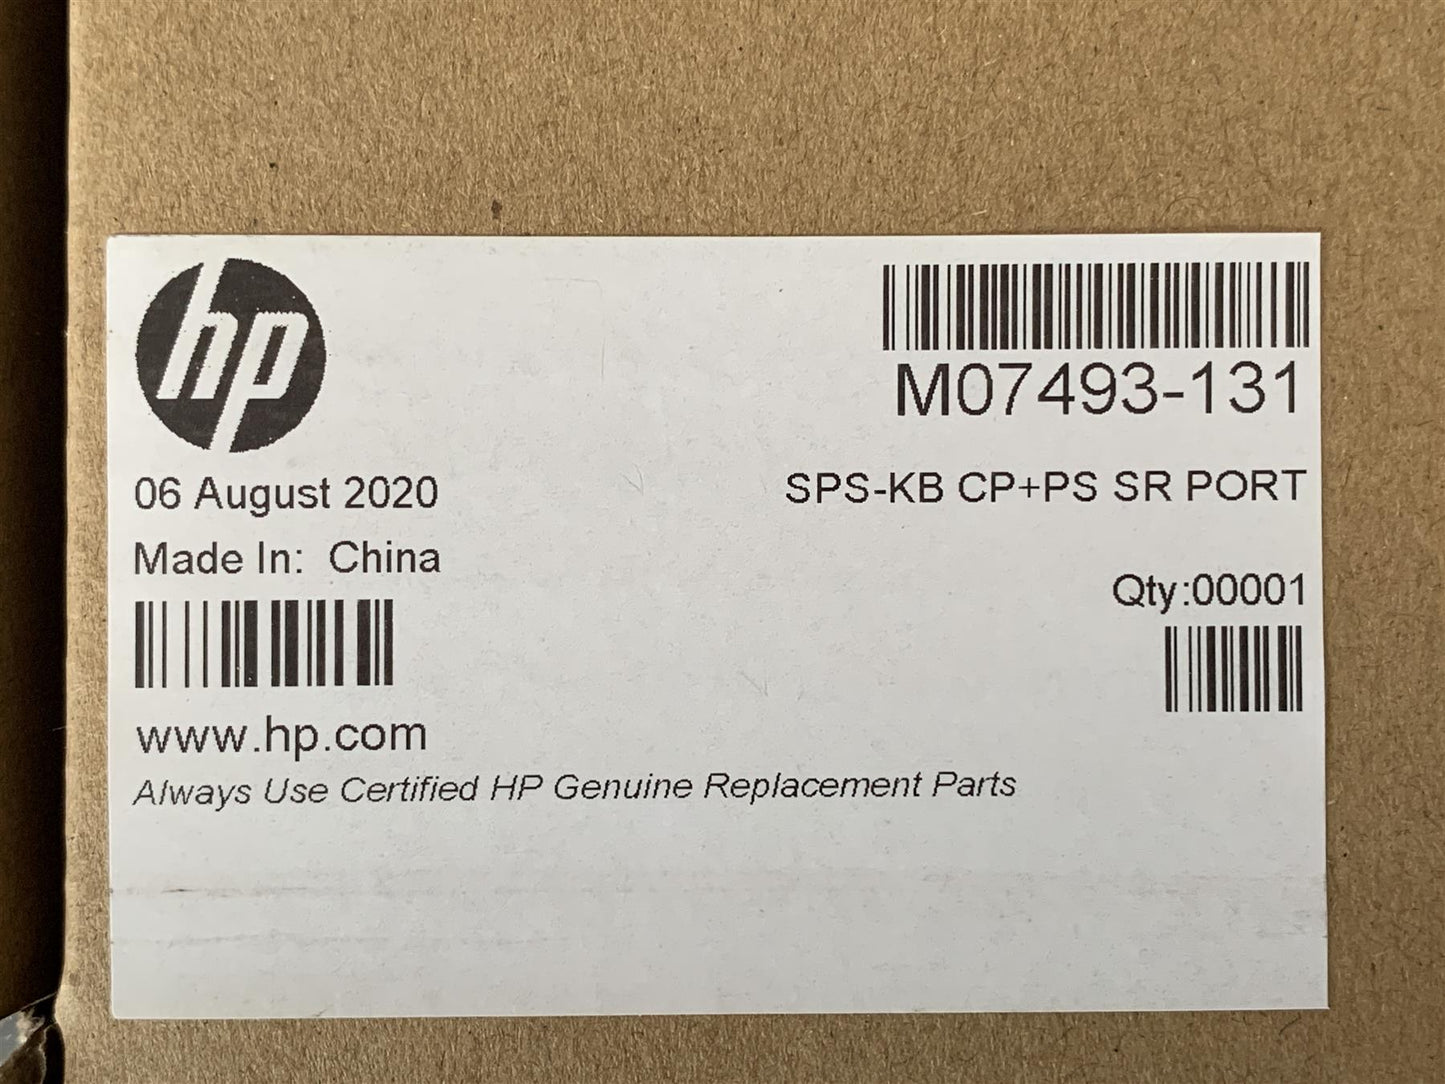 hp
M07493-131
06 August 2020
SPS-KB CP+PS SR PORT
Made In: China
Qty:00001
www.hp.com
Always Use Certified HP Genuine Replacement Parts